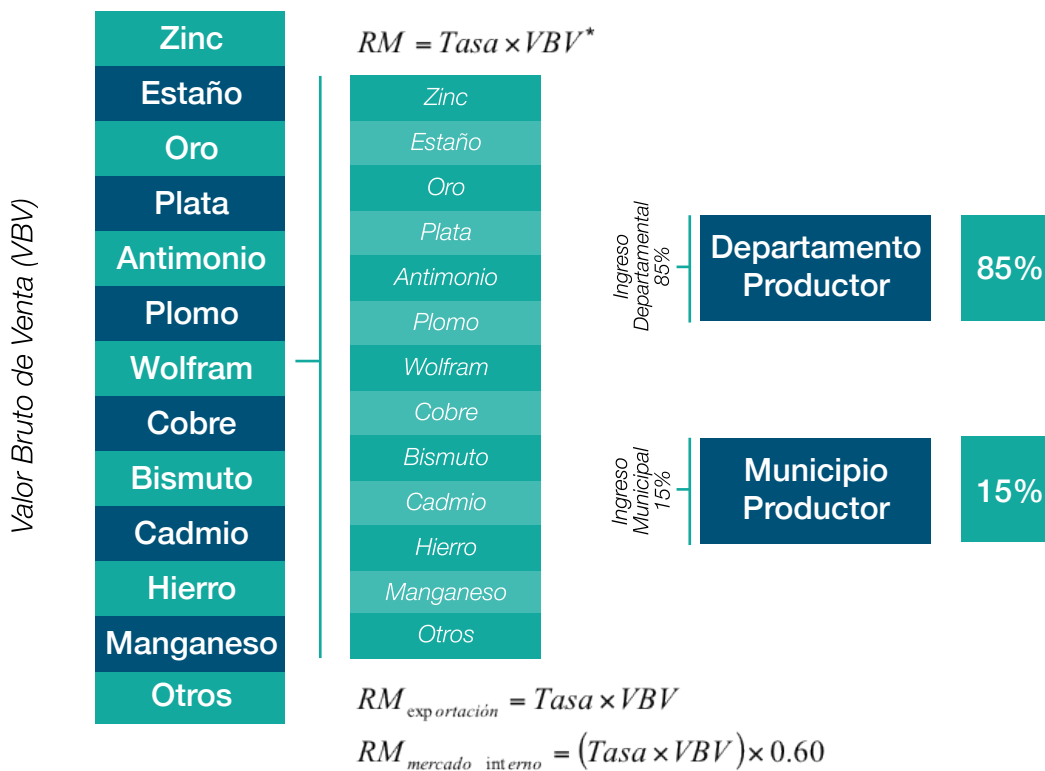 Valor Bruto de Venta (VBV)
Zinc
Estaño
Oro
Plata
Antimonio
Plomo
Wolfram
Cobre
Bismuto
Cadmio
Hierro
Manganeso
Otros
RM = Tasa × VBV*
Zinc
Estaño
Oro
Plata
Antimonio
Plomo
Wolfram
Cobre
Bismuto
Cadmio
Hierro
Manganeso
Otros
RM exportación = Tasa × VBV
RM mercado interno = (Tasa × VBV) × 0.60
Ingreso
Departamental
85%
Departamento
Productor
85%
Ingreso
Municipal
15%
Municipio
Productor
15%